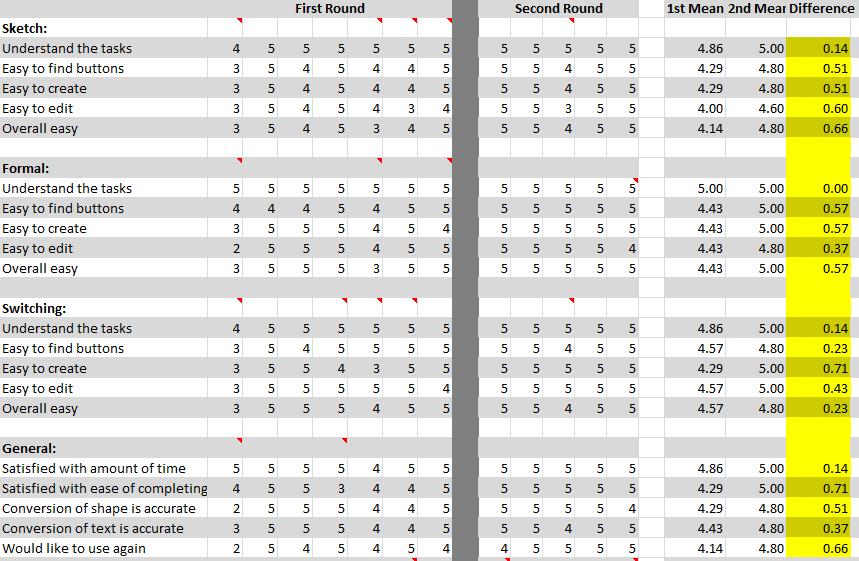 First Round Second Round 1st Mean 2nd Mear Difference
Sketch:
Understand the tasks 4 5 5 5 5 5 5 5 5 5 5 5 4.86 5.00 0.14
Easy to find buttons 3 5 4 5 4 4 5 5 5 4 5 5 4.29 4.80 0.51
Easy to create 3 5 4 5 4 4 5 5 5 4 5 5 4.29 4.80 0.51
Easy to edit 3 5 4 5 4 3 4 5 5 3 5 5 4.00 4.60 0.60
Overall easy 3 5 4 5 3 4 5 5 5 4 5 5 4.14 4.80 0.66
Formal:
Understand the tasks 5 5 5 5 5 5 5 5 5 5 5 5 5.00 5.00 0.00
Easy to find buttons 4 4 4 5 4 5 5 5 5 5 5 5 4.43 5.00 0.57
Easy to create 3 5 5 5 4 5 4 5 5 5 5 5 4.43 5.00 0.57
Easy to edit 2 5 5 5 4 5 5 5 5 5 5 4 4.43 4.80 0.37
Overall easy 3 5 5 5 3 5 5 5 5 5 5 5 4.43 5.00 0.57
Switching:
Understand the tasks 4 5 5 5 5 5 5 5 5 5 5 5 4.86 5.00 0.14
Easy to find buttons 3 5 4 5 5 5 5 5 5 4 5 5 4.57 4.80 0.23
Easy to create 3 5 5 4 3 5 5 5 5 5 5 5 4.29 5.00 0.71
Easy to edit 3 5 5 5 5 5 4 5 5 5 5 5 4.57 5.00 0.43
Overall easy 3 5 5 5 4 5 5 5 5 4 5 5 4.57 4.80 0.23
General:
Satisfied with amount of time 5 5 5 5 4 5 5 5 5 5 5 5 4.86 5.00 0.14
Satisfied with ease of completing 4 5 5 3 4 4 5 5 5 5 5 5 4.29 5.00 0.71
Conversion of shape is accurate 2 5 5 5 4 4 5 5 5 5 5 4 4.29 4.80 0.51
Conversion of text is accurate 3 5 5 5 4 4 5 5 5 4 5 5 4.43 4.80 0.37
Would like to use again 2 5 4 5 4 5 4 4 5 5 5 5 4.14 4.80 0.66